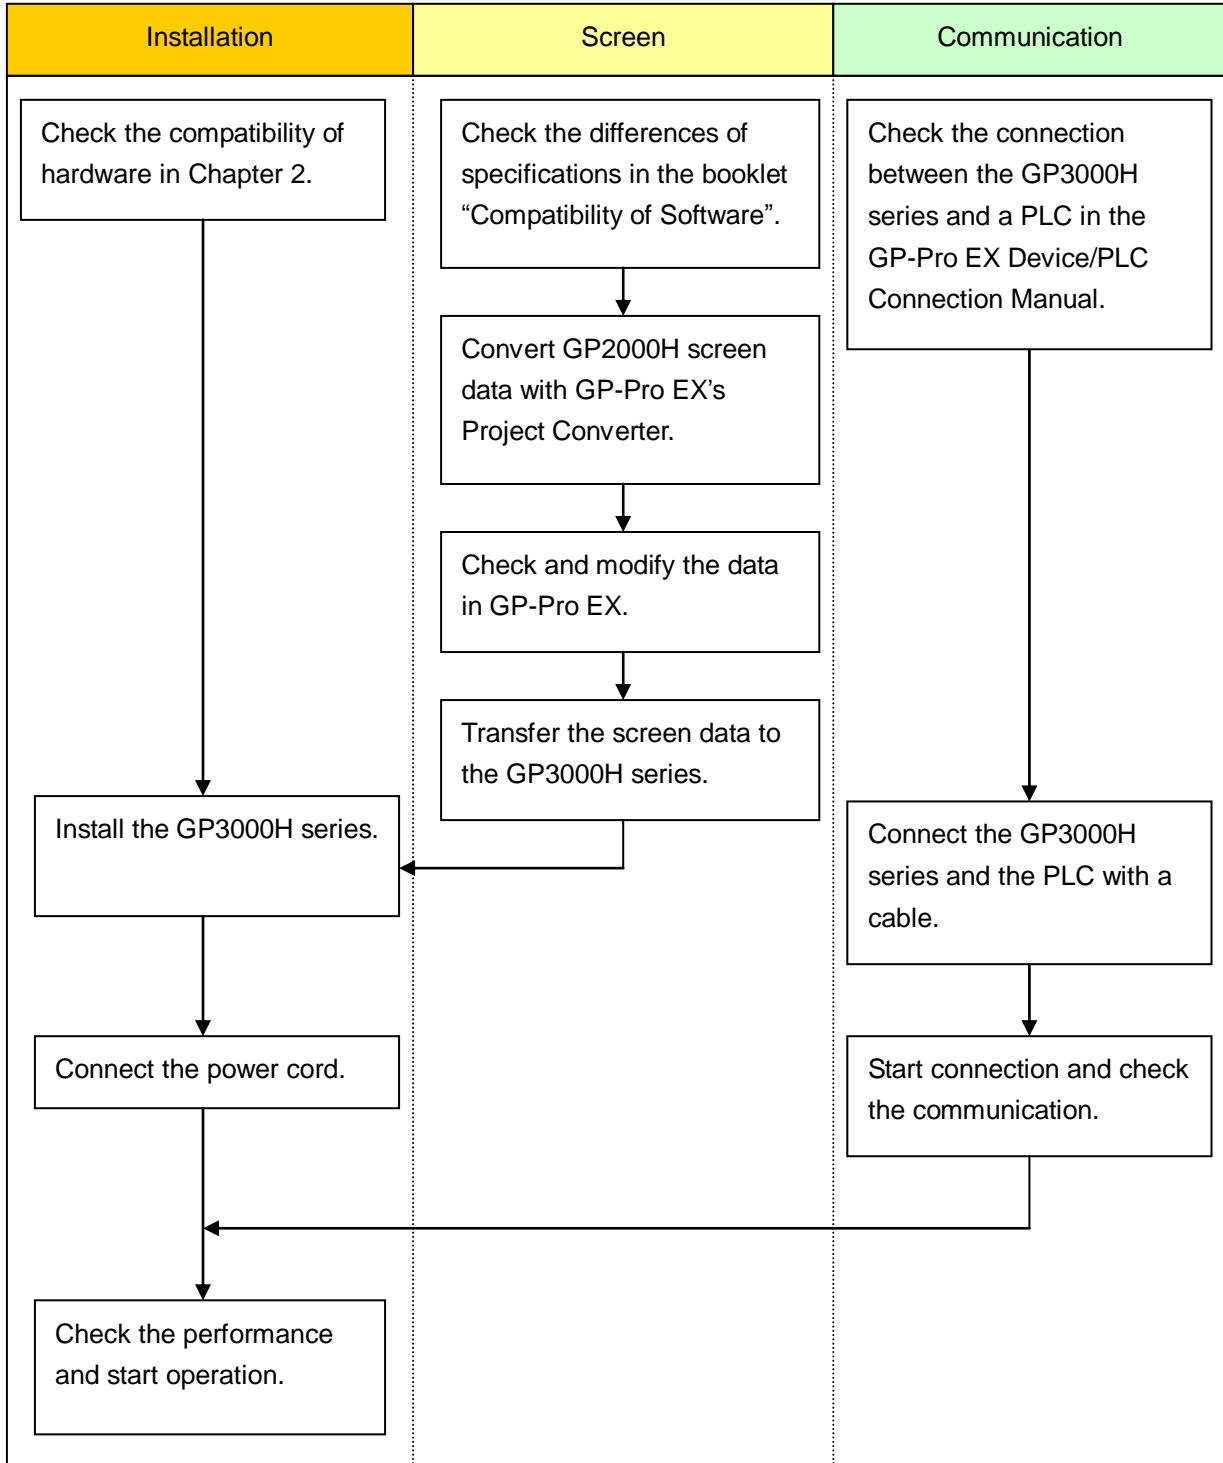 Installation
Screen
Communication
Check the compatibility of
hardware in Chapter 2.
Check the differences of
specifications in the booklet
“Compatibility of Software”.
Check the connection
between the GP3000H
series and a PLC in the
GP-Pro EX Device/PLC
Connection Manual.
Convert GP2000H screen
data with GP-Pro EX’s
Project Converter.
Check and modify the data
in GP-Pro EX.
Transfer the screen data to
the GP3000H series.
Install the GP3000H series.
Connect the GP3000H
series and the PLC with a
cable.
Connect the power cord.
Start connection and check
the communication.
Check the performance
and start operation.